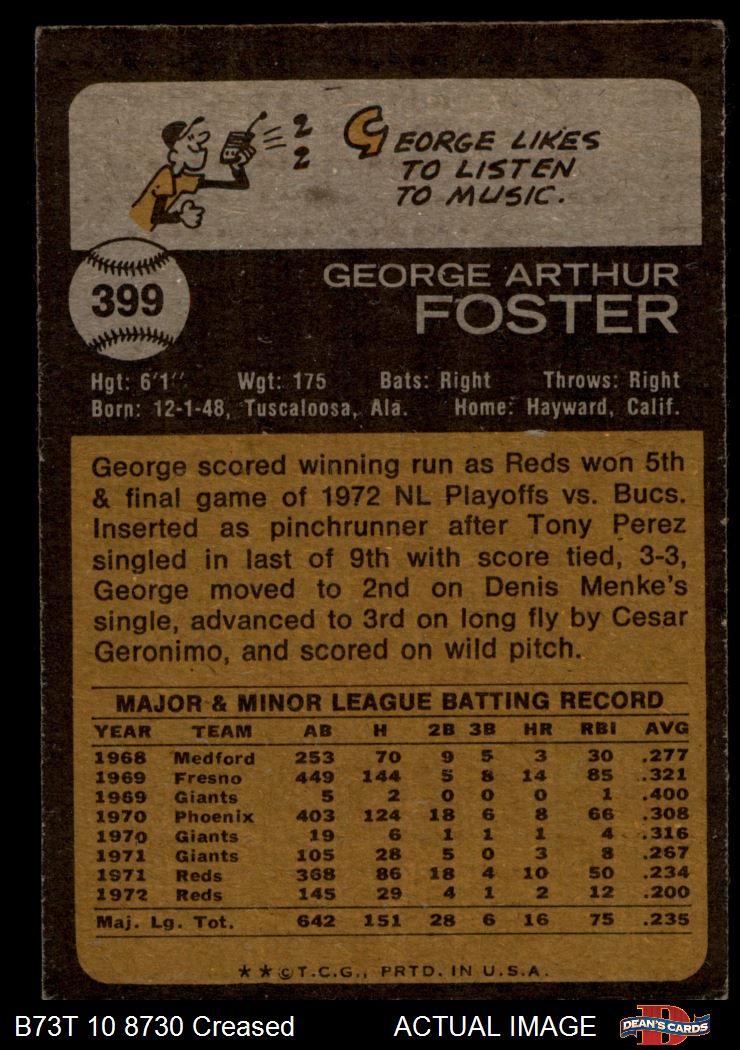 GEORGE LIKES
TO LISTEN
TO MUSIC.
399
GEORGE ARTHUR
FOSTER
Hgt: 6'1" Wgt: 175 Bats: Right Throws: Right
Born: 12-1-48, Tuscaloosa, Ala. Home: Hayward, Calif.
George scored winning run as Reds won 5th
& final game of 1972 NL Playoffs vs. Bucs.
Inserted as pinchrunner after Tony Perez
singled in last of 9th with score tied, 3-3,
George moved to 2nd on Denis Menke's
single, advanced to 3rd on long fly by Cesar
Geronimo, and scored on wild pitch.
MAJOR & MINOR LEAGUE BATTING RECORD
YEAR TEAM AB H 2B 3B HR RBI AVG
1968 Medford 253 70 9 5 3 30 .277
1969 Fresno 449 144 5 8 14 85 .321
1969 Giants 5 2 0 0 0 1 .400
1970 Phoenix 403 124 18 6 8 66 .308
1970 Giants 19 6 1 1 1 4 .316
1971 Giants 105 28 5 0 3 8 .267
1971 Reds 368 86 18 4 10 50 .234
1972 Reds 145 29 4 1 2 12 .200
Maj. Lg. Tot. 642 151 28 6 16 75 .235
★★©T.C.G., PRTD. IN U.S.A.
B73T 10 8730 Creased ACTUAL IMAGE D DEAN'S CARDS